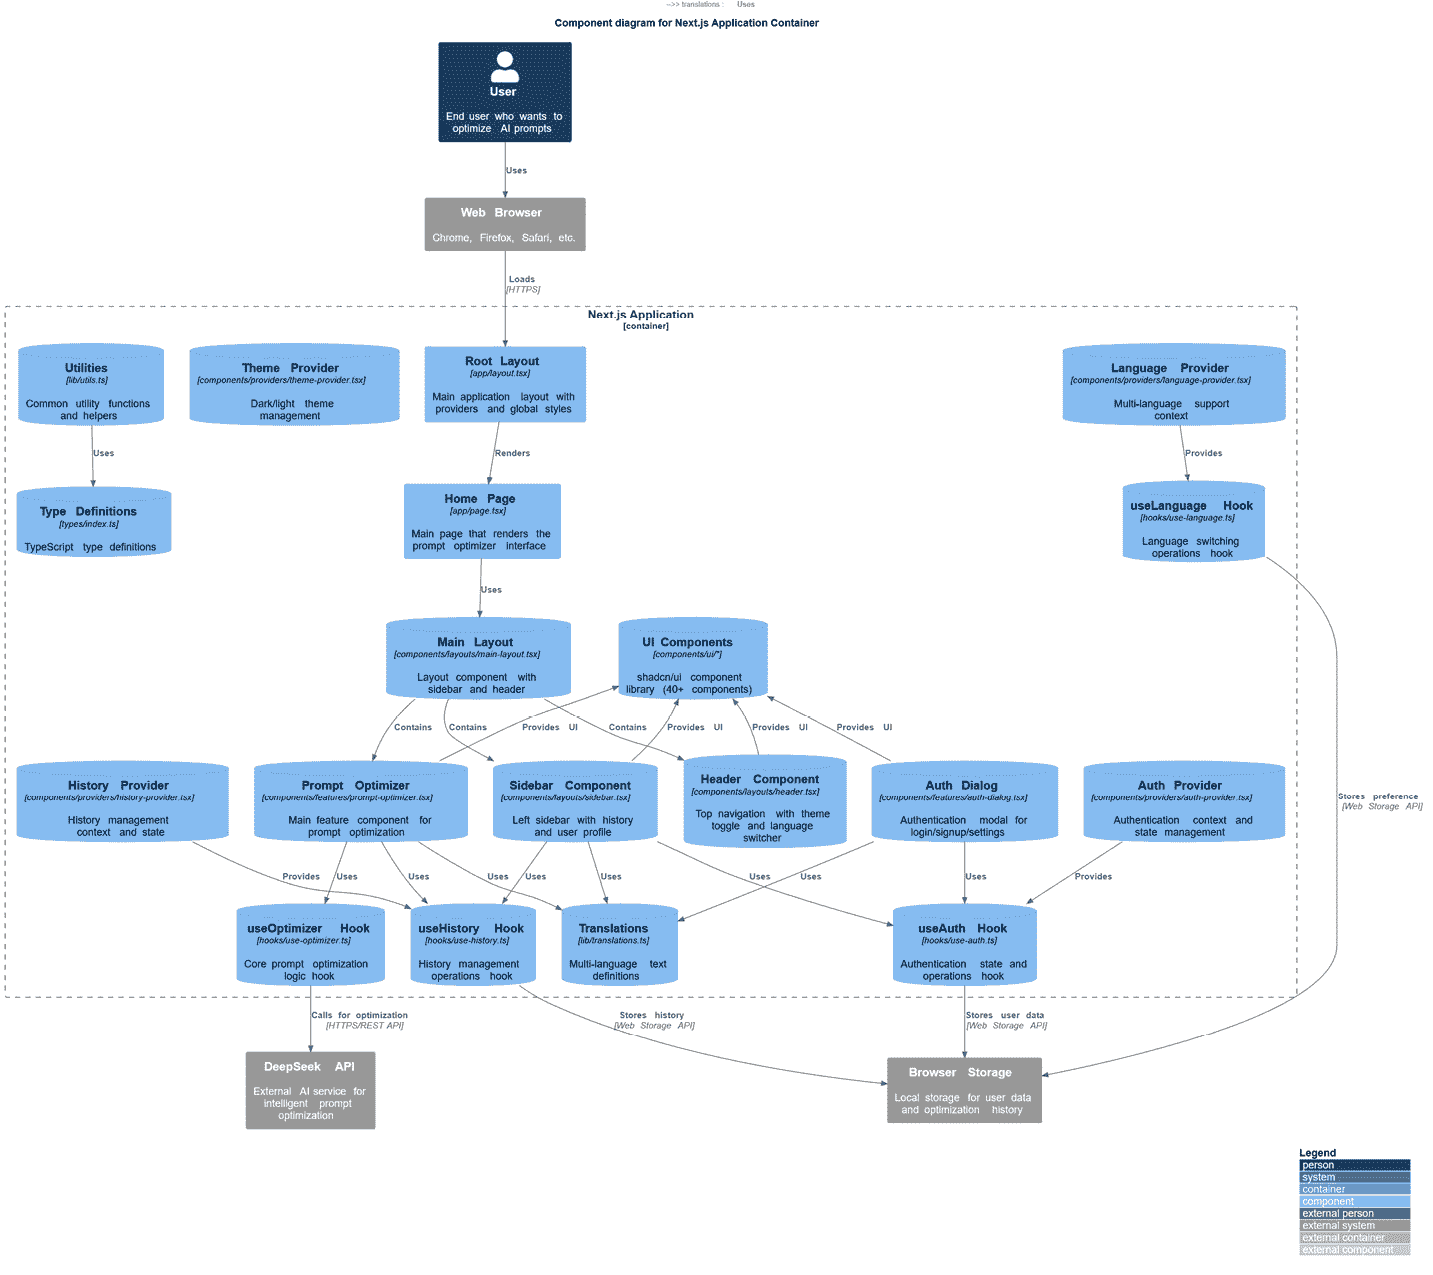 ~>> translations : Uses
Component diagram for Next.js Application Container
User
End user who wants to
optimize AI prompts
Uses
Web Browser
Chrome, Firefox, Safari, etc.
Loads
[HTTPS]
Next.js Application
[container]
Utilities
[lib/utils.ts]
Common utility functions
and helpers
Theme Provider
[components/providers/theme-provider.tsx]
Dark/light theme
management
Root Layout
[app/layout.tsx]
Main application layout with
providers and global styles
Language Provider
[components/providers/language-provider.tsx]
Multi-language support
context
Uses
Renders
Provides
Type Definitions
[types/index.ts]
TypeScript type definitions
Home Page
[app/page.tsx]
Main page that renders the
prompt optimizer interface
useLanguage Hook
[hooks/use-language.ts]
Language switching
operations hook
Uses
Main Layout
[components/layouts/main-layout.tsx]
Layout component with
sidebar and header
UI Components
[components/ui/*]
shadcn/ui component
library (40+ components)
Contains
Contains
Provides UI
Contains
Provides UI
Provides UI
Provides UI
History Provider
[components/providers/history-provider.tsx]
History management
context and state
Prompt Optimizer
[components/features/prompt-optimizer.tsx]
Main feature component for
prompt optimization
Sidebar Component
[components/layouts/sidebar.tsx]
Left sidebar with history
and user profile
Header Component
[components/layouts/header.tsx]
Top navigation with theme
toggle and language
switcher
Auth Dialog
[components/features/auth-dialog.tsx]
Authentication modal for
login/signup/settings
Auth Provider
[components/providers/auth-provider.tsx]
Authentication context and
state management
Stores preference
[Web Storage API]
Provides
Uses
Uses
Uses
Uses
Uses
Uses
Uses
Uses
Provides
useOptimizer Hook
[hooks/use-optimizer.ts]
Core prompt optimization
logic hook
useHistory Hook
[hooks/use-history.ts]
History management
operations hook
Translations
[lib/translations.ts]
Multi-language text
definitions
useAuth Hook
[hooks/use-auth.ts]
Authentication state and
operations hook
Calls for optimization
[HTTPS/REST API]
Stores history
[Web Storage API]
Stores user data
[Web Storage API]
DeepSeek API
External AI service for
intelligent prompt
optimization
Browser Storage
Local storage for user data
and optimization history
Legend
person
system
container
component
external person
external system
external container
external component